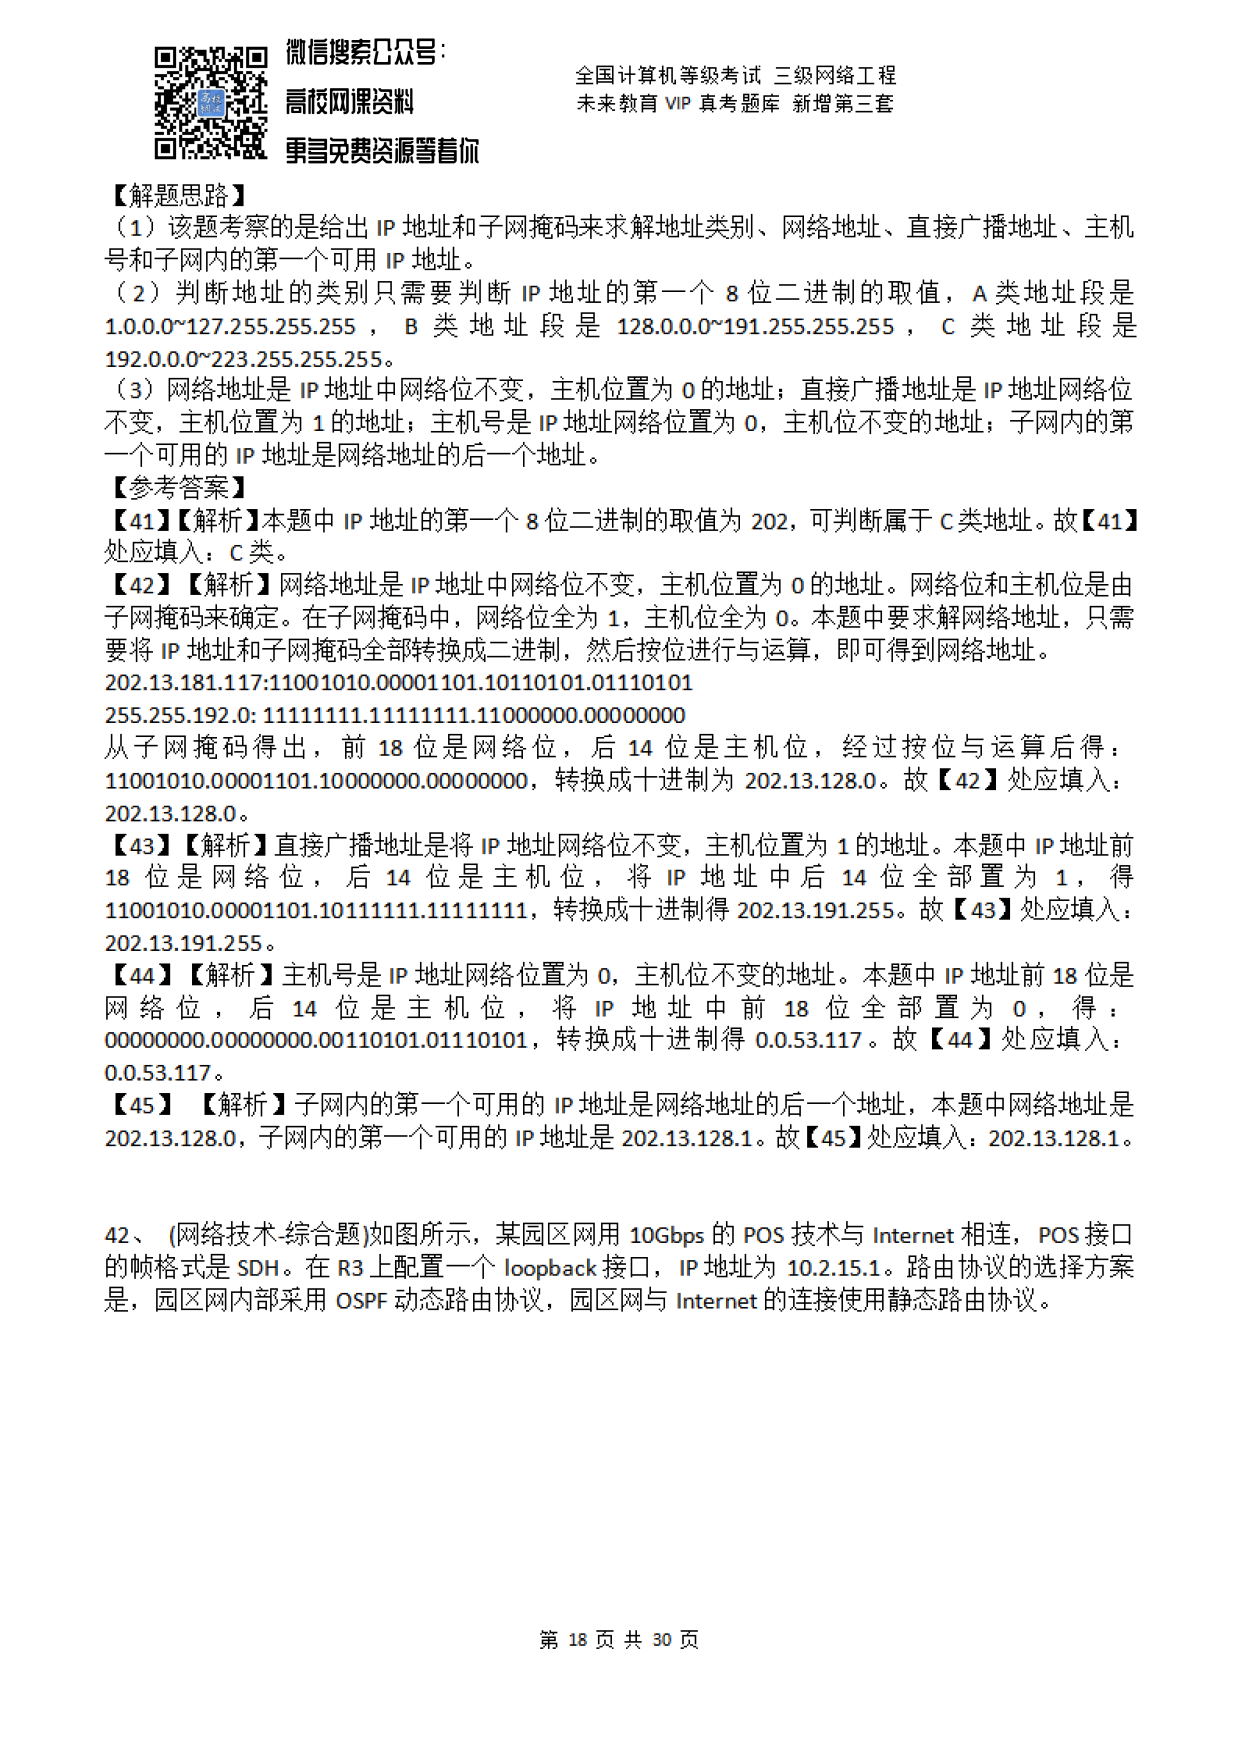 微信搜索公众号：
高校网课资料
更多免费资源等着你
全国计算机等级考试 三级网络工程
未来教育 VIP 真考题库 新增第三套
高校
网课
【解题思路】
（1）该题考察的是给出 IP 地址和子网掩码来求解地址类别、网络地址、直接广播地址、主机
号和子网内的第一个可用 IP 地址。
（2）判断地址的类别只需要判断 IP 地址的第一个 8 位二进制的取值，A 类地址段是
1.0.0.0~127.255.255.255，B 类地址段是 128.0.0.0~191.255.255.255，C 类地址段是
192.0.0.0~223.255.255.255。
（3）网络地址是 IP 地址中网络位不变，主机位置为 0 的地址；直接广播地址是 IP 地址网络位
不变，主机位置为 1 的地址；主机号是 IP 地址网络位置为 0，主机位不变的地址；子网内的第
一个可用的 IP 地址是网络地址的后一个地址。
【参考答案】
【41】【解析】本题中 IP 地址的第一个 8 位二进制的取值为 202，可判断属于 C 类地址。故【41】
处应填入：C 类。
【42】【解析】网络地址是 IP 地址中网络位不变，主机位置为 0 的地址。网络位和主机位是由
子网掩码来确定。在子网掩码中，网络位全为 1，主机位全为 0。本题中要求解网络地址，只需
要将 IP 地址和子网掩码全部转换成二进制，然后按位进行与运算，即可得到网络地址。
202.13.181.117:11001010.00001101.10110101.01110101
255.255.192.0: 11111111.11111111.11000000.00000000
从子网掩码得出，前 18 位是网络位，后 14 位是主机位，经过按位与运算后得：
11001010.00001101.10000000.00000000，转换成十进制为 202.13.128.0。故【42】处应填入：
202.13.128.0。
【43】【解析】直接广播地址是将 IP 地址网络位不变，主机位置为 1 的地址。本题中 IP 地址前
18 位是网络位，后 14 位是主机位，将 IP 地址中后 14 位全部置为 1，得
11001010.00001101.10111111.11111111，转换成十进制得 202.13.191.255。故【43】处应填入：
202.13.191.255。
【44】【解析】主机号是 IP 地址网络位置为 0，主机位不变的地址。本题中 IP 地址前 18 位是
网络位，后 14 位是主机位，将 IP 地址中前 18 位全部置为 0，得：
00000000.00000000.00110101.01110101，转换成十进制得 0.0.53.117。故【44】处应填入：
0.0.53.117。
【45】 【解析】子网内的第一个可用的 IP 地址是网络地址的后一个地址，本题中网络地址是
202.13.128.0，子网内的第一个可用的 IP 地址是 202.13.128.1。故【45】处应填入：202.13.128.1。
42、 (网络技术-综合题)如图所示，某园区网用 10Gbps 的 POS 技术与 Internet 相连，POS 接口
的帧格式是 SDH。在 R3 上配置一个 loopback 接口，IP 地址为 10.2.15.1。路由协议的选择方案
是，园区网内部采用 OSPF 动态路由协议，园区网与 Internet 的连接使用静态路由协议。
第 18 页 共 30 页